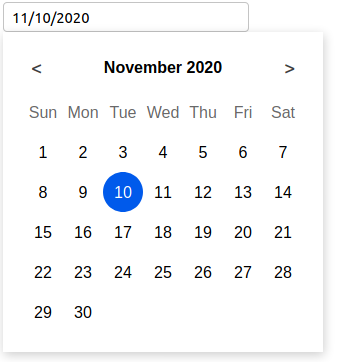 11/10/2020
< November 2020 >
Sun Mon Tue Wed Thu Fri Sat
1 2 3 4 5 6 7
8 9 10 11 12 13 14
15 16 17 18 19 20 21
22 23 24 25 26 27 28
29 30